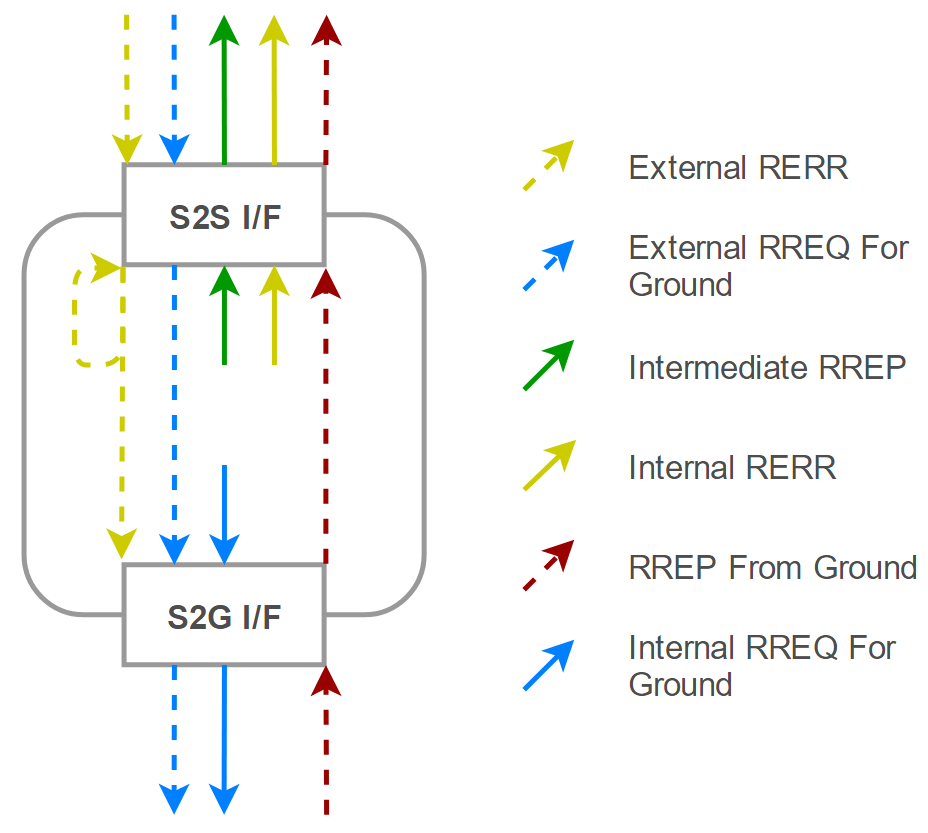 S2S I/F
S2G I/F
External RERR
External RREQ For
Ground
Intermediate RREP
Internal RERR
RREP From Ground
Internal RREQ For
Ground